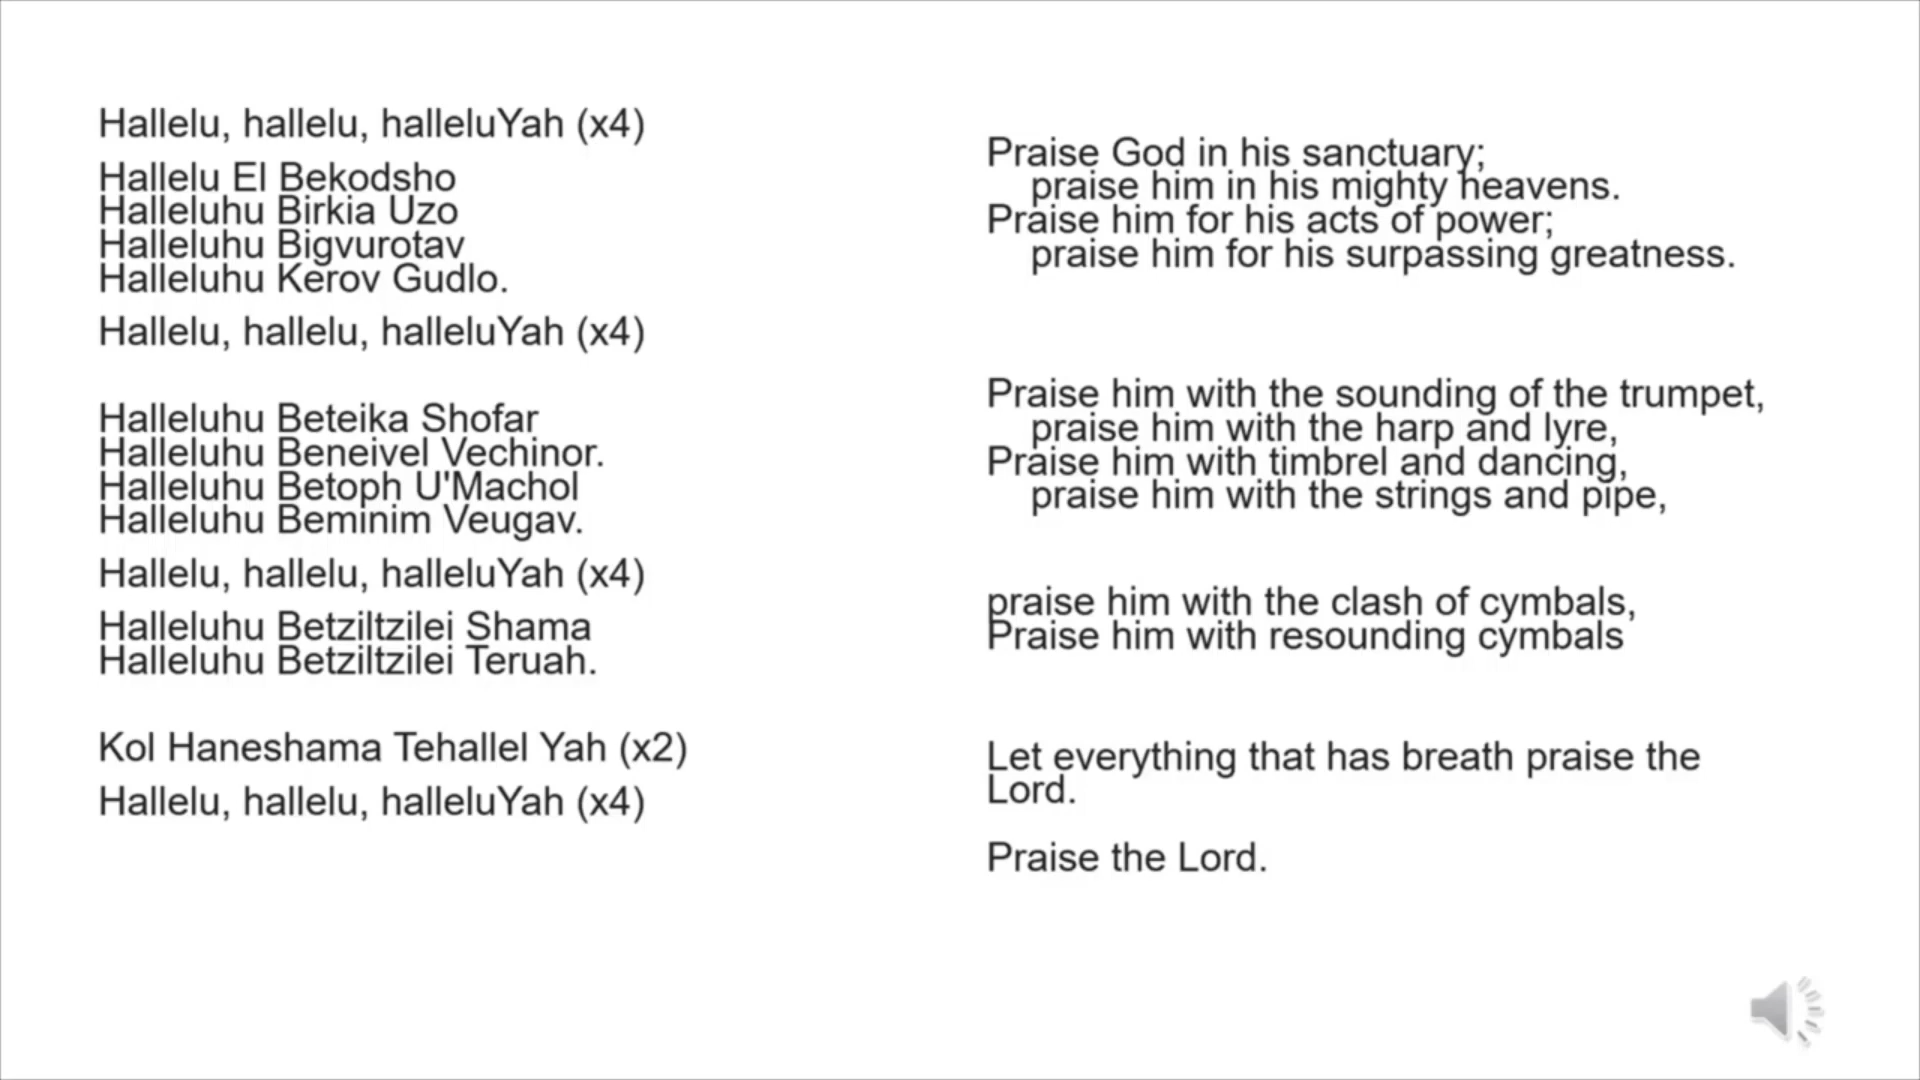 Hallelu, hallelu, halleluYah (x4)
Hallelu El Bekodsho
Halleluhu Birkia Uzo
Halleluhu Bigvurotav
Halleluhu Kerov Gudlo.
Hallelu, hallelu, halleluYah (x4)
Halleluhu Beteika Shofar
Halleluhu Beneivel Vechinor.
Halleluhu Betoph U'Machol
Halleluhu Beminim Veugav.
Hallelu, hallelu, halleluYah (x4)
Halleluhu Betziltzilei Shama
Halleluhu Betziltzilei Teruah.
Kol Haneshama Tehallel Yah (x2)
Hallelu, hallelu, halleluYah (x4)
Praise God in his sanctuary;
praise him in his mighty heavens.
Praise him for his acts of power;
praise him for his surpassing greatness.
Praise him with the sounding of the trumpet,
praise him with the harp and lyre,
Praise him with timbrel and dancing,
praise him with the strings and pipe,
praise him with the clash of cymbals,
Praise him with resounding cymbals
Let everything that has breath praise the
Lord.
Praise the Lord.